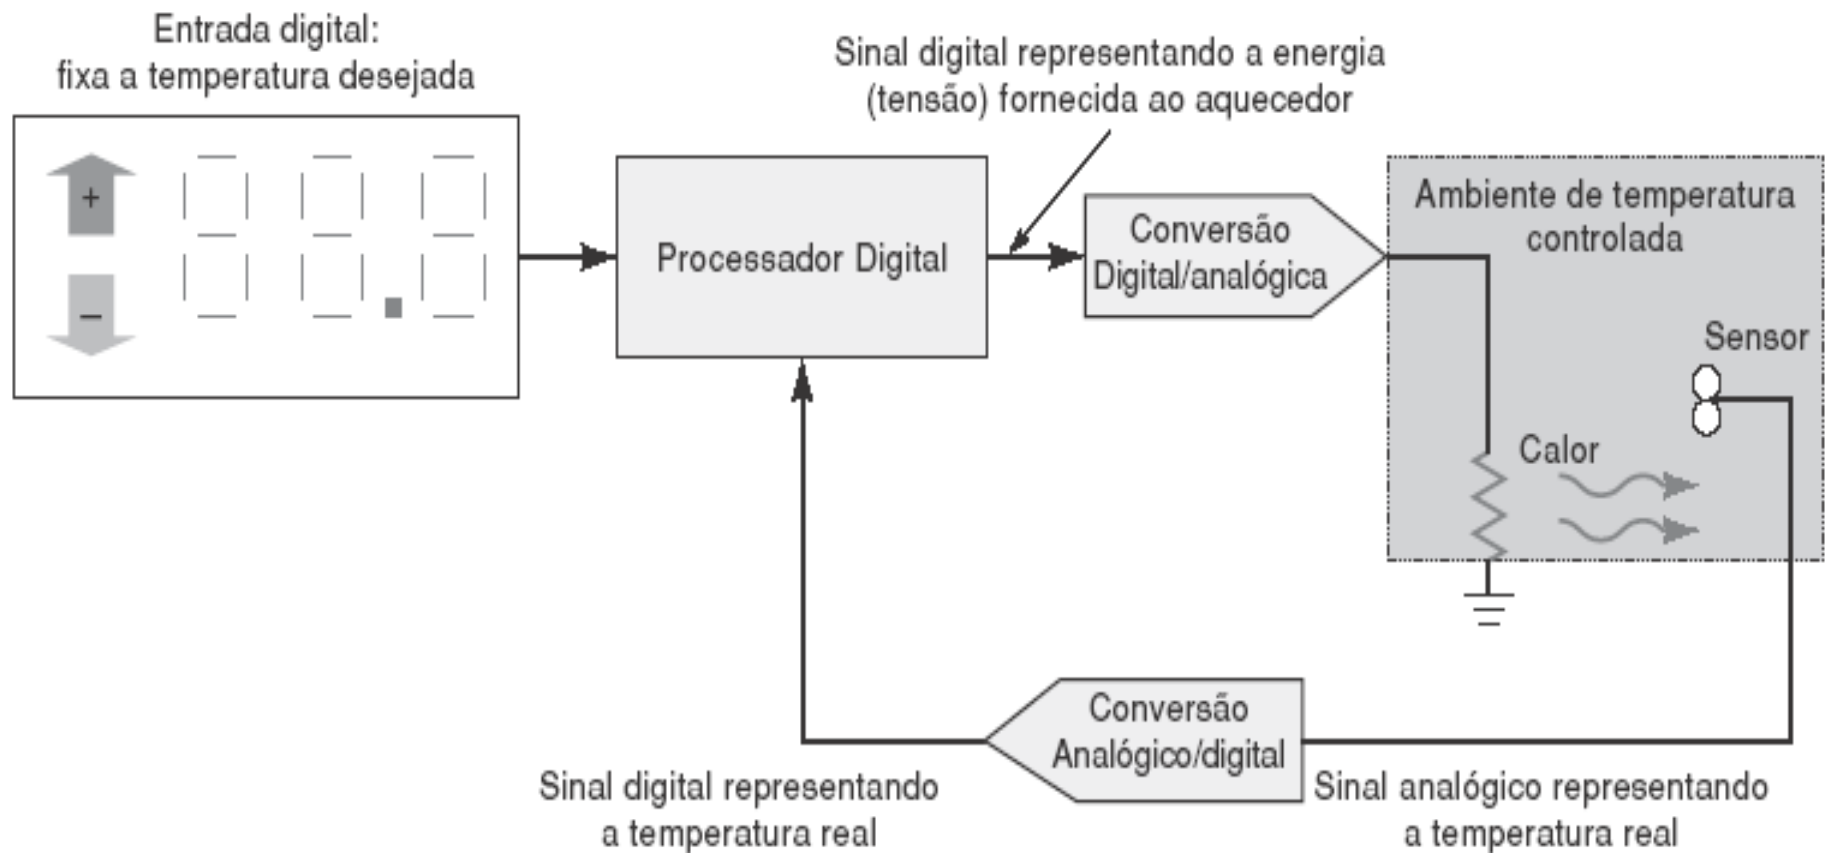 Entrada digital:
fixa a temperatura desejada
+
−
Sinal digital representando a energia
(tensão) fornecida ao aquecedor
Processador Digital
Conversão
Digital/analógica
Ambiente de temperatura
controlada
Sensor
Calor
Conversão
Analógico/digital
Sinal digital representando
a temperatura real
Sinal analógico representando
a temperatura real